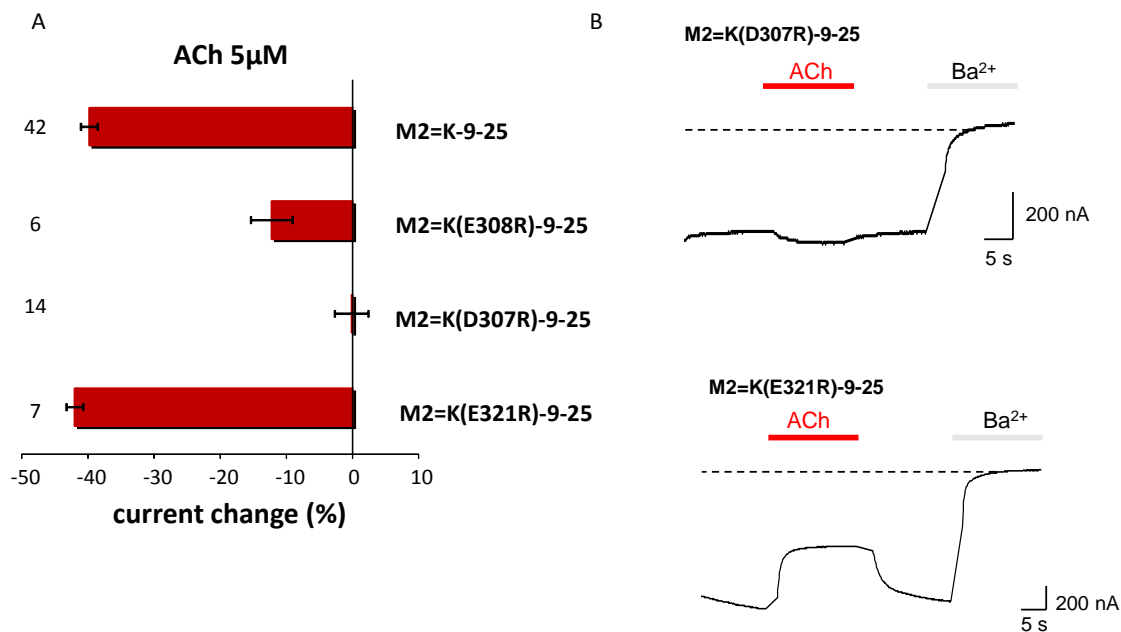 A
ACh 5μM
42
M2=K-9-25
6
M2=K(E308R)-9-25
14
M2=K(D307R)-9-25
7
M2=K(E321R)-9-25
-50 -40 -30 -20 -10 0 10
current change (%)
B
M2=K(D307R)-9-25
ACh Ba²⁺
200 nA
5 s
M2=K(E321R)-9-25
ACh Ba²⁺
200 nA
5 s